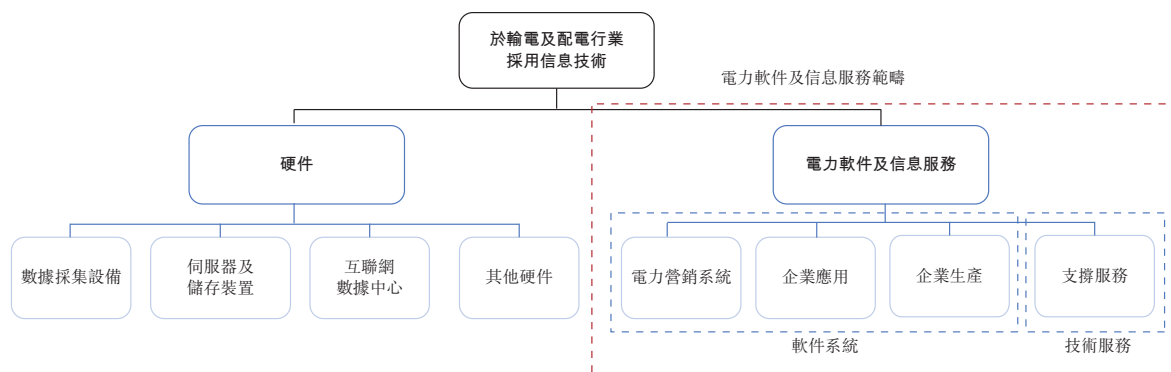 於輸電及配電行業
採用信息技術
電力軟件及信息服務範疇
硬件
電力軟件及信息服務
數據採集設備
伺服器及
儲存裝置
互聯網
數據中心
其他硬件
電力營銷系統
企業應用
企業生產
支撐服務
軟件系統
技術服務